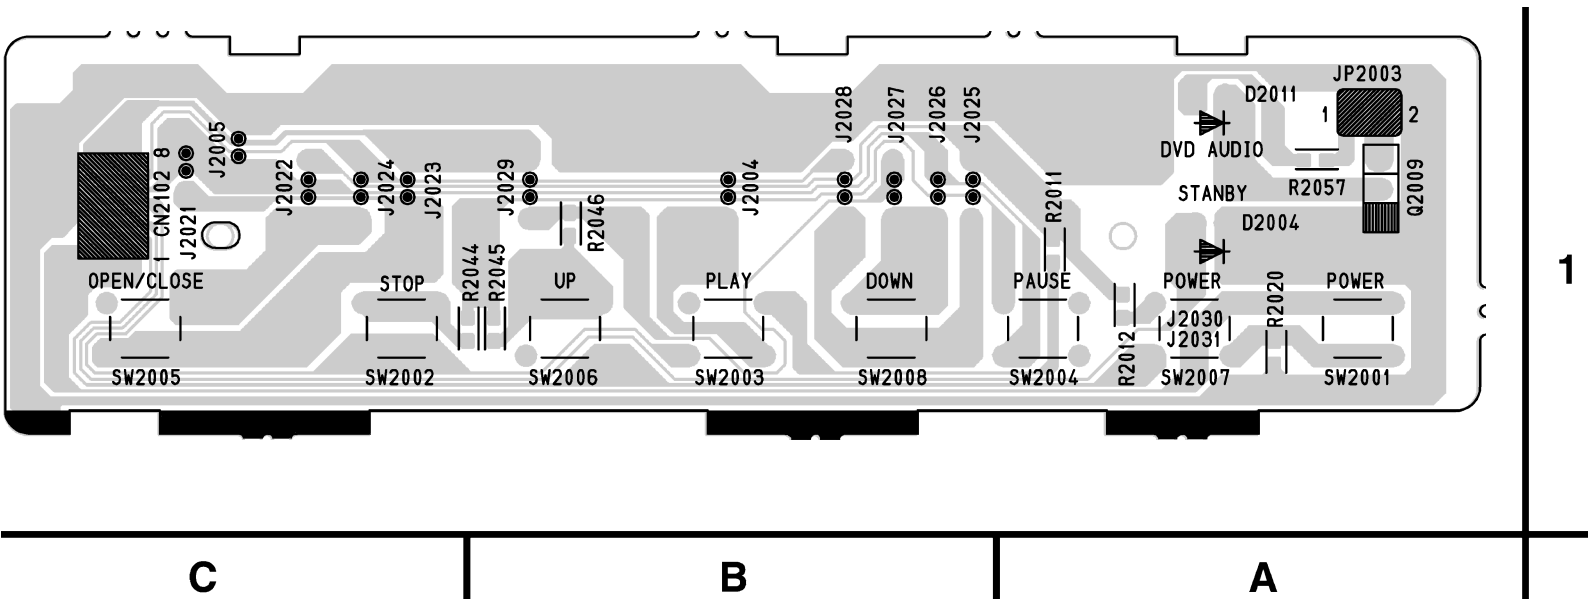 JP2003
D2011
1
2
J2028
J2027
J2026
J2025
DVD AUDIO
8
J2005
CN2102
1
J2021
J2022
J2024
J2023
J2029
R2046
J2004
R2011
STANBY
D2004
R2057
Q2009
OPEN/CLOSE
STOP
R2044
R2045
UP
PLAY
DOWN
PAUSE
POWER
R2020
POWER
J2030
J2031
R2012
SW2005
SW2002
SW2006
SW2003
SW2008
SW2004
SW2007
SW2001
1
C
B
A